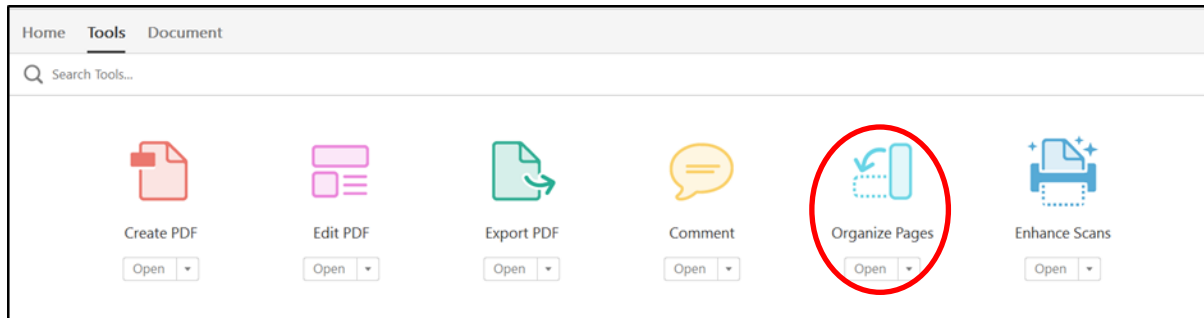 Home Tools Document
Search Tools...
Create PDF Edit PDF Export PDF Comment Organize Pages Enhance Scans
Open Open Open Open Open Open